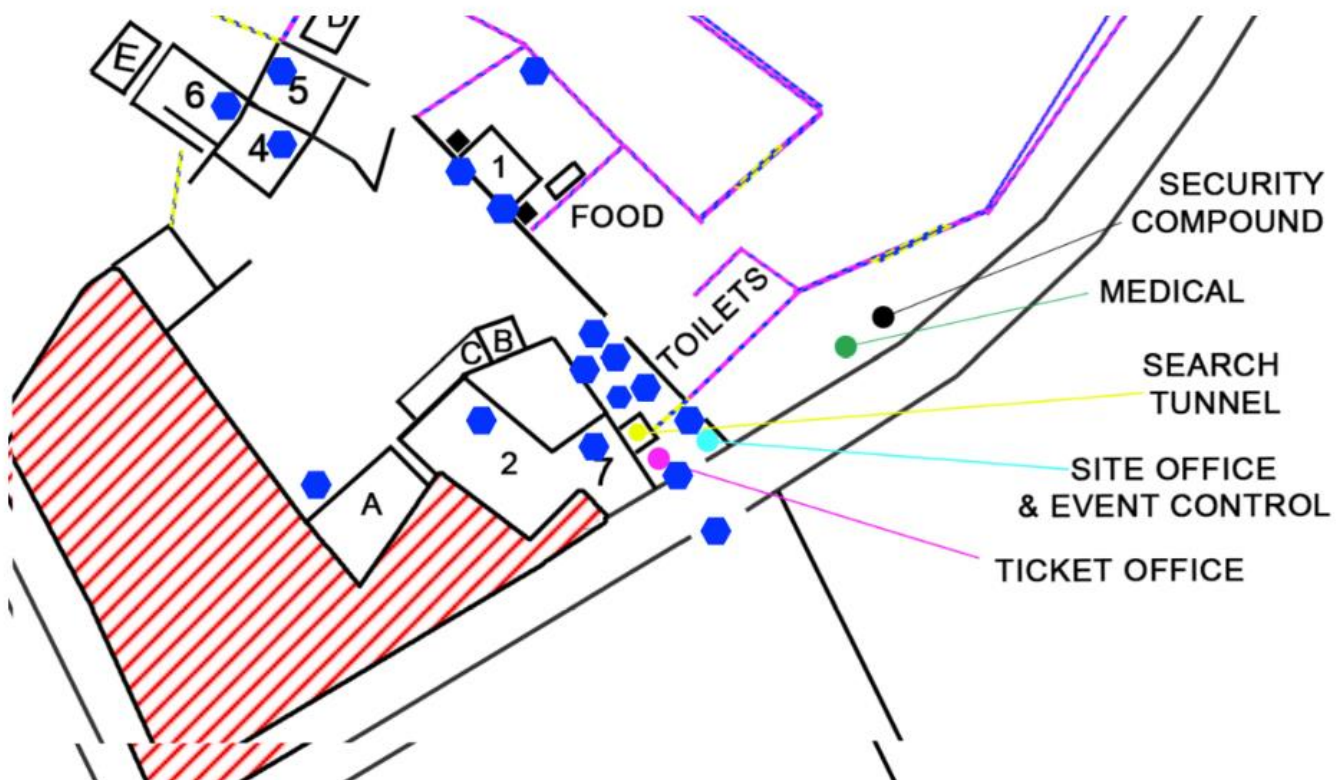 D
E
6
5
4
1
FOOD
SECURITY
COMPOUND
MEDICAL
TOILETS
C
B
SEARCH
TUNNEL
2
7
SITE OFFICE
& EVENT CONTROL
A
TICKET OFFICE